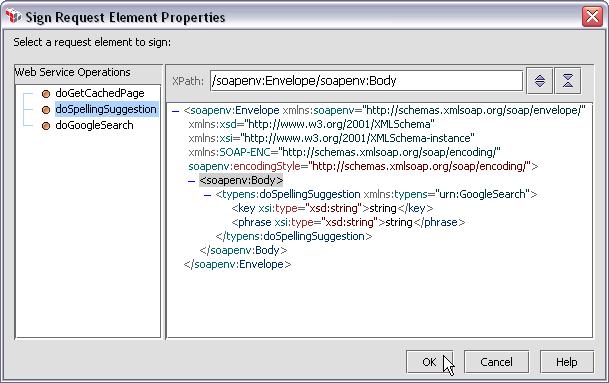 Sign Request Element Properties
Select a request element to sign:
Web Service Operations
doGetCachedPage
doSpellingSuggestion
doGoogleSearch
XPath: /soapenv:Envelope/soapenv:Body
<soapenv:Envelope xmlns:soapenv="http://schemas.xmlsoap.org/soap/envelope/"
xmlns:xsd="http://www.w3.org/2001/XMLSchema"
xmlns:xsi="http://www.w3.org/2001/XMLSchema-instance"
xmlns:SOAP-ENC="http://schemas.xmlsoap.org/soap/encoding/"
soapenv:encodingStyle="http://schemas.xmlsoap.org/soap/encoding/">
<soapenv:Body>
<typens:doSpellingSuggestion xmlns:typens="urn:GoogleSearch">
<key xsi:type="xsd:string">string</key>
<phrase xsi:type="xsd:string">string</phrase>
</typens:doSpellingSuggestion>
</soapenv:Body>
</soapenv:Envelope>
OK Cancel Help